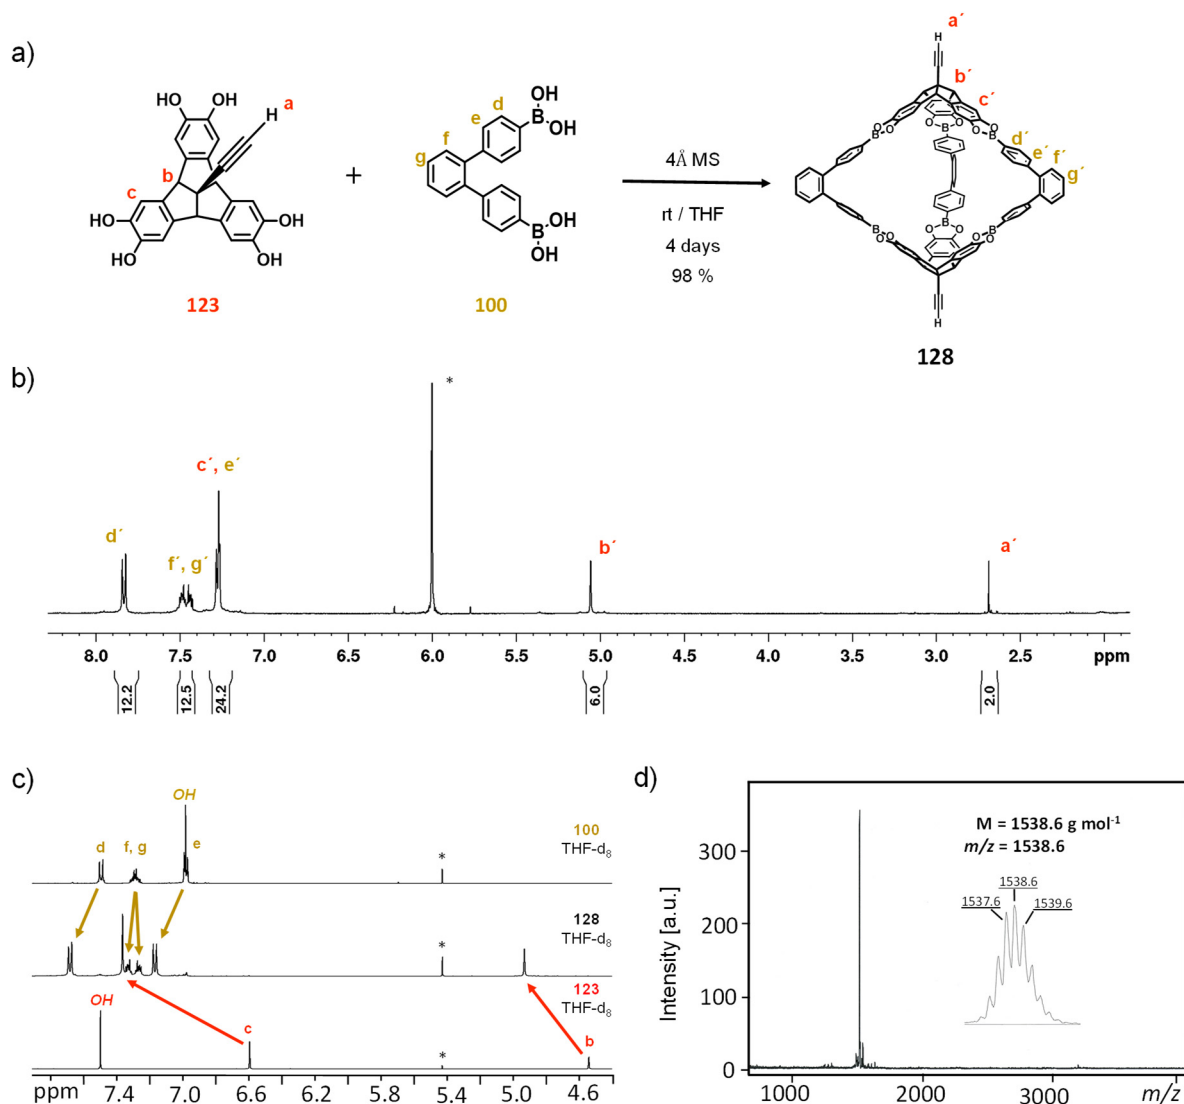 a)
HO OH
H a
b
c
HO
HO
OH
OH
123
+
d
e
f
g
OH
B
OH
OH
B
OH
100
4Å MS
rt / THF
4 days
98 %
a´
H
b´
c´
O B O
d´
e´
f´
g´
H
128
b)
*
c´, e´
d´
f´, g´
b´
a´
8.0 7.5 7.0 6.5 6.0 5.5 5.0 4.5 4.0 3.5 3.0 2.5 ppm
12.2 12.5 24.2 6.0 2.0
c)
OH
d f, g e
*
100
THF-d8
*
128
THF-d8
OH
c
*
123
THF-d8
b
ppm 7.4 7.0 6.6 6.2 5.8 5.4 5.0 4.6
d)
M = 1538.6 g mol-1
m/z = 1538.6
1538.6
1537.6
1539.6
Intensity [a.u.]
300
200
100
0
1000 2000 3000 m/z